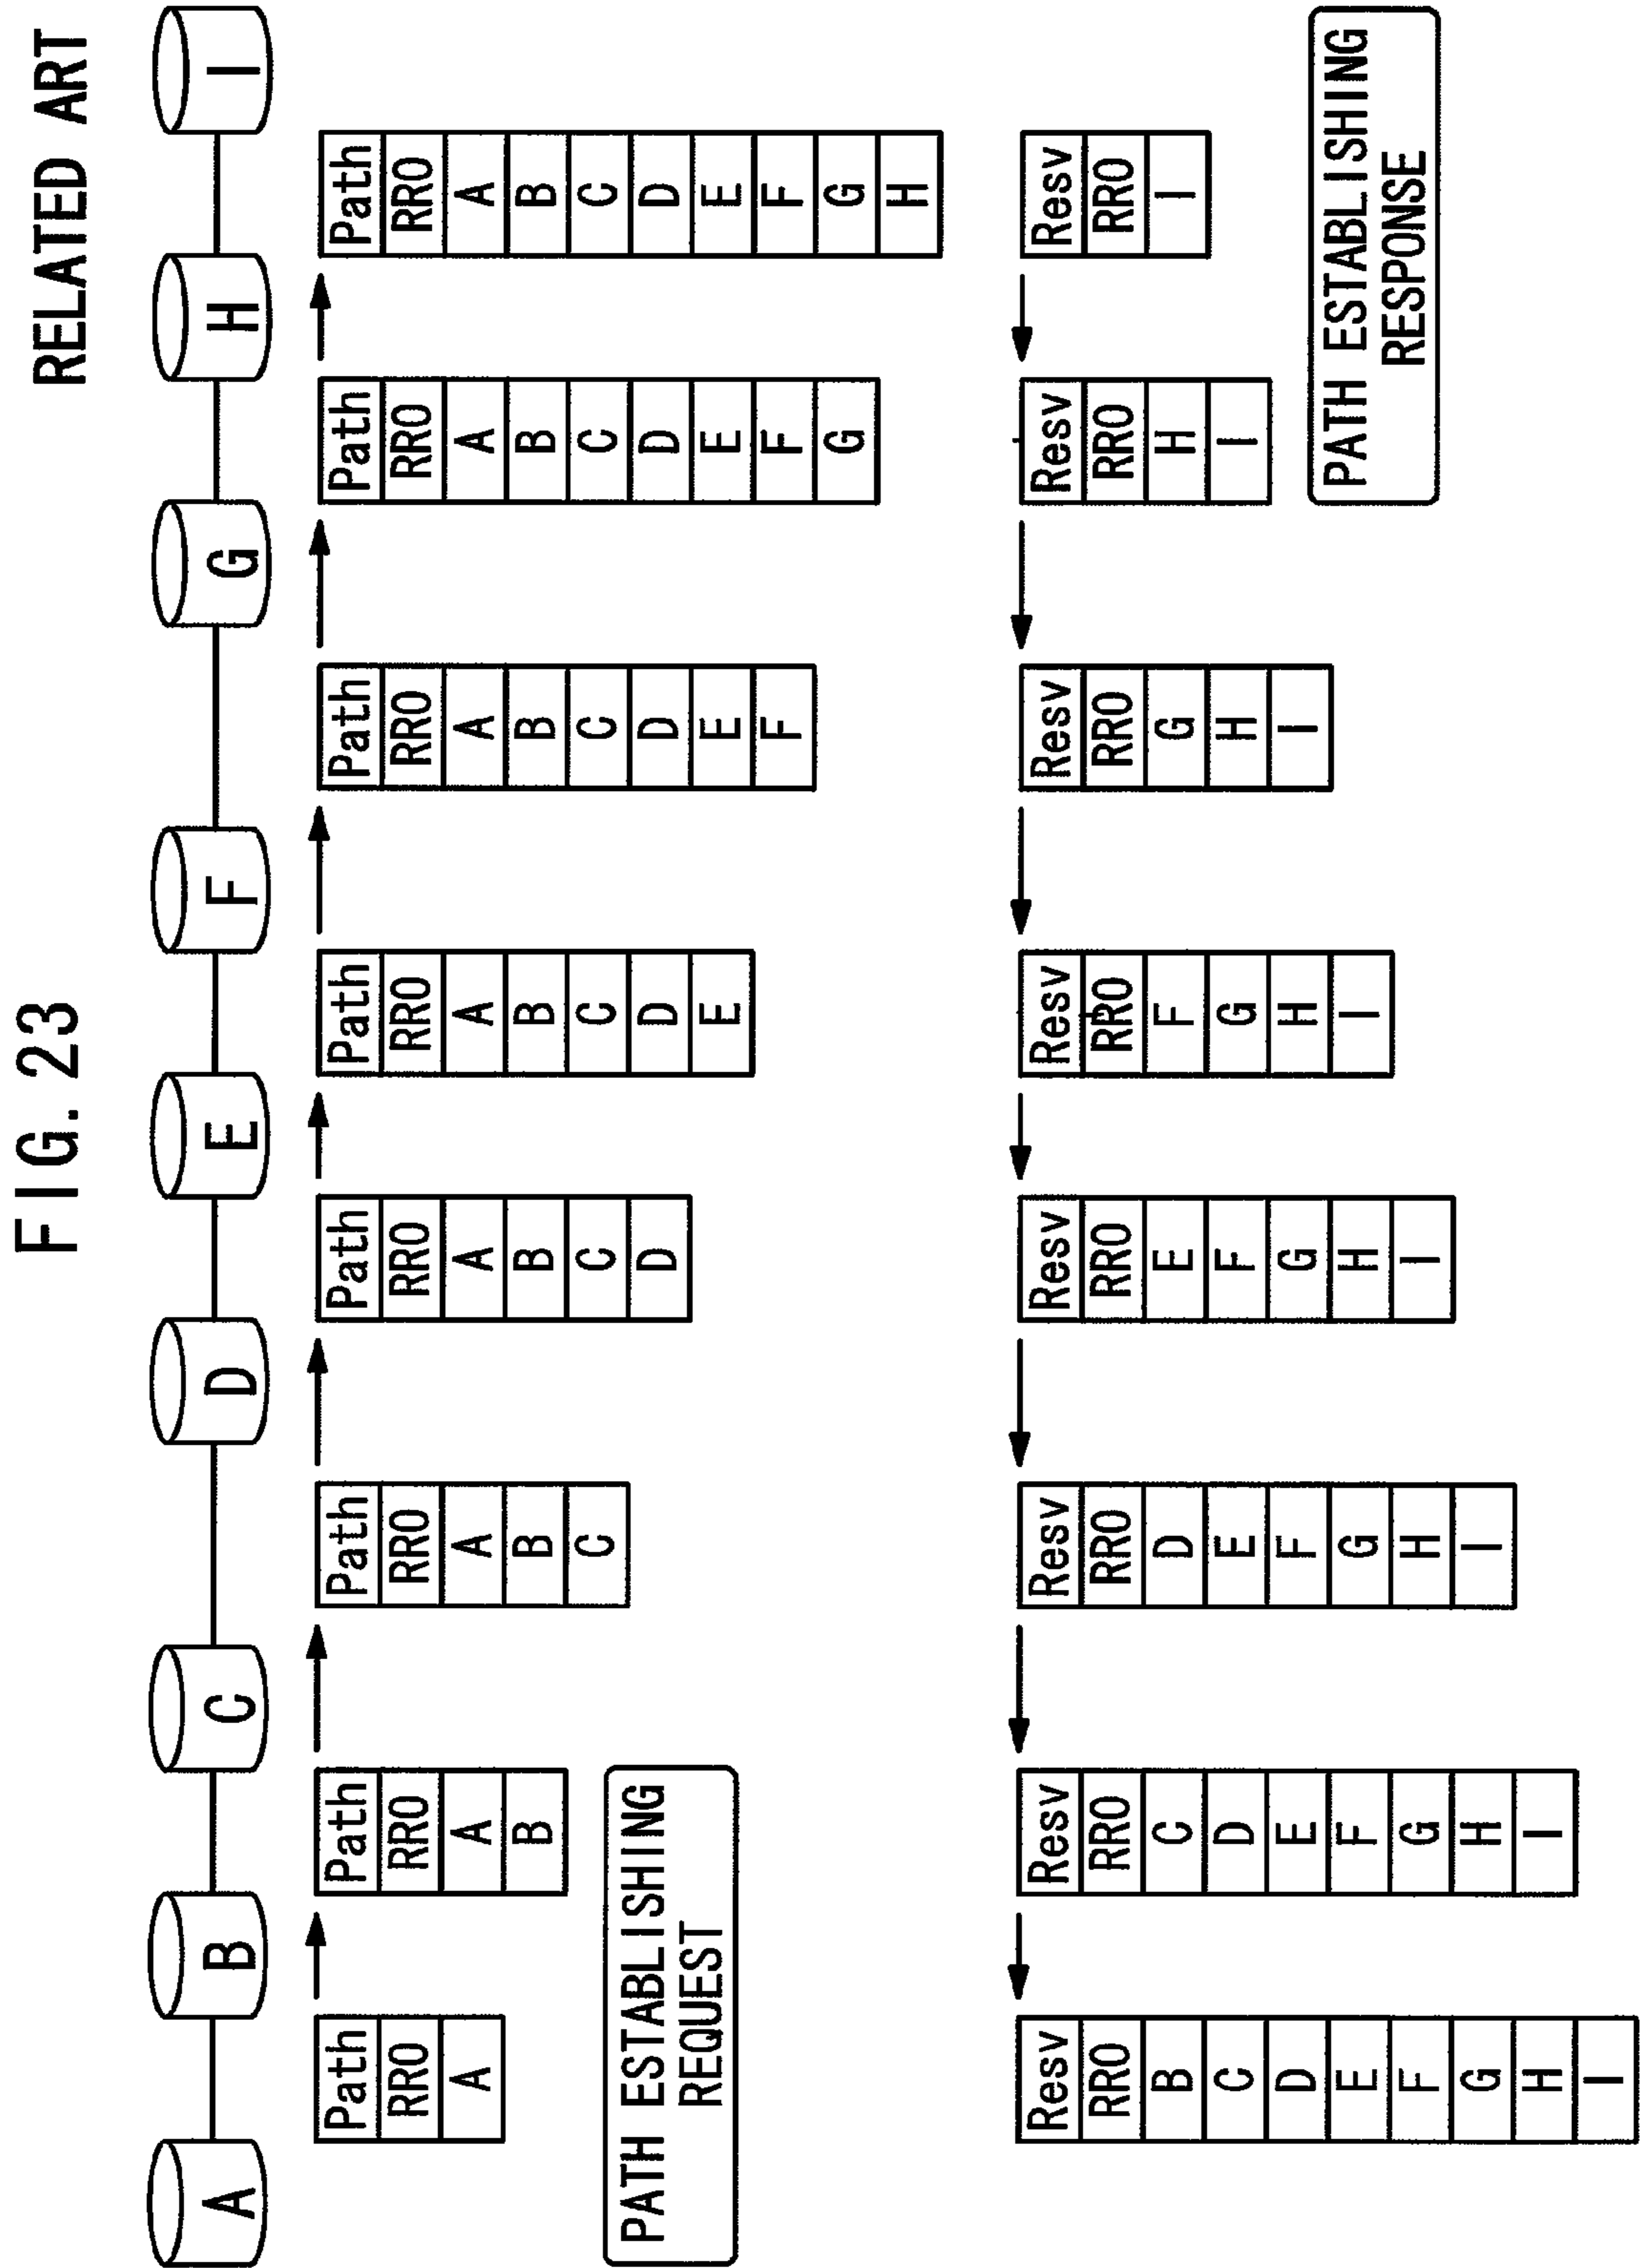 FIG. 23
RELATED ART
A B C D E F G H I
Path
RRO
A
Path
RRO
A
B
Path
RRO
A
B
C
Path
RRO
A
B
C
D
Path
RRO
A
B
C
D
E
Path
RRO
A
B
C
D
E
F
Path
RRO
A
B
C
D
E
F
G
Path
RRO
A
B
C
D
E
F
G
H
PATH ESTABLISHING
REQUEST
Resv
RRO
B
C
D
E
F
G
H
I
Resv
RRO
C
D
E
F
G
H
I
Resv
RRO
D
E
F
G
H
I
Resv
RRO
E
F
G
H
I
Resv
RRO
F
G
H
I
Resv
RRO
G
H
I
Resv
RRO
H
I
Resv
RRO
I
PATH ESTABLISHING
RESPONSE